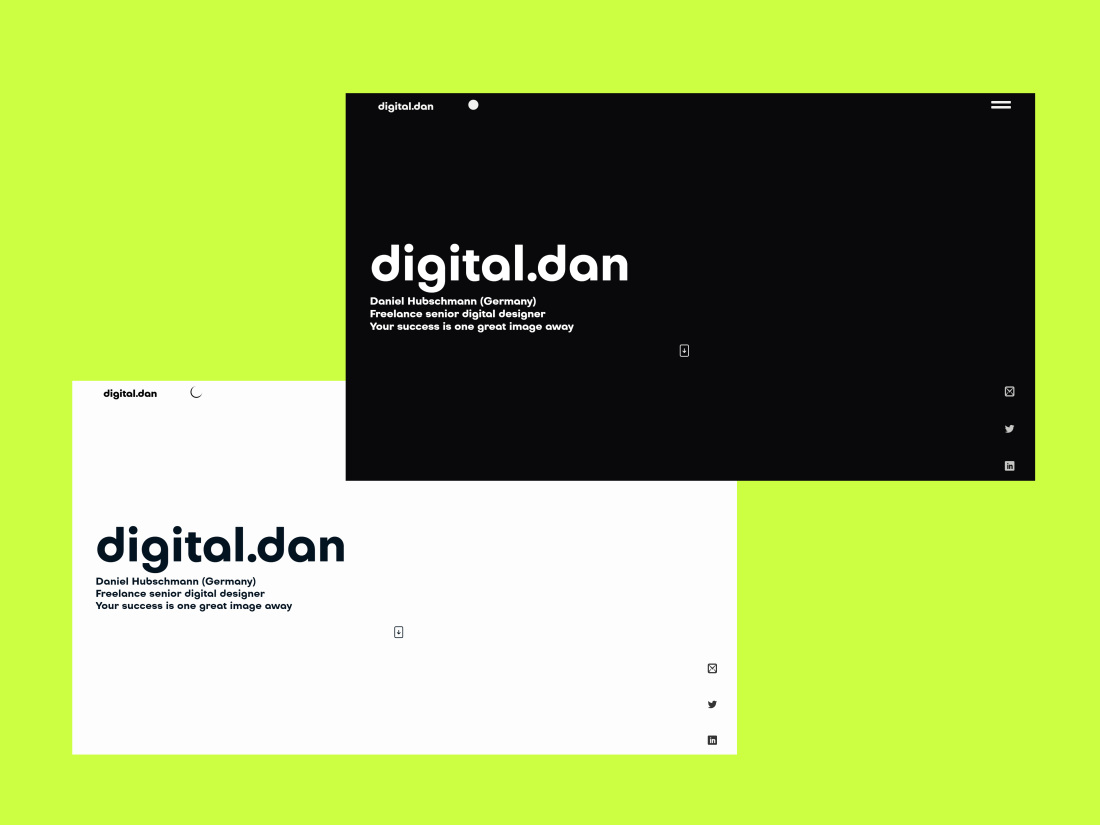 digital.dan
digital.dan
Daniel Hubschmann (Germany)
Freelance senior digital designer
Your success is one great image away
digital.dan
digital.dan
Daniel Hubschmann (Germany)
Freelance senior digital designer
Your success is one great image away